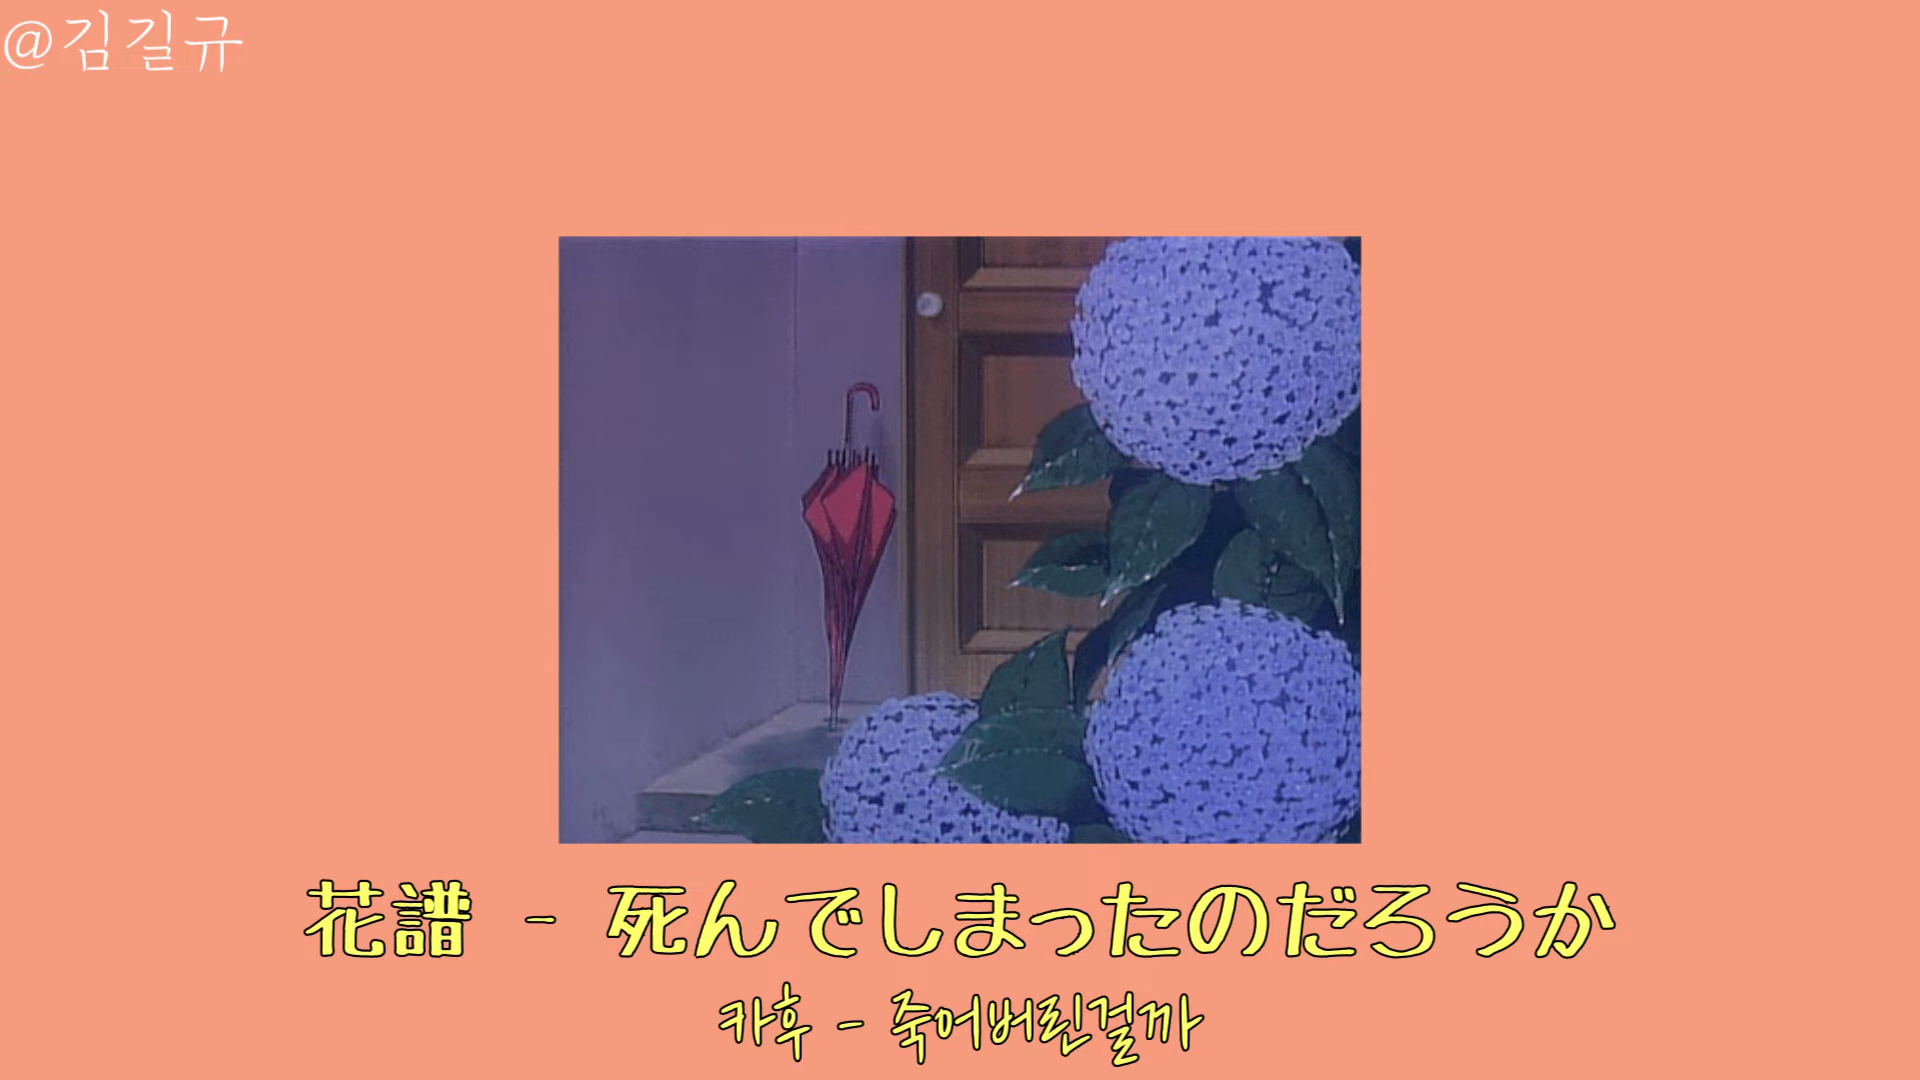 @김길규
花譜 - 死んでしまったのだろうか
카후 - 죽어버린걸까